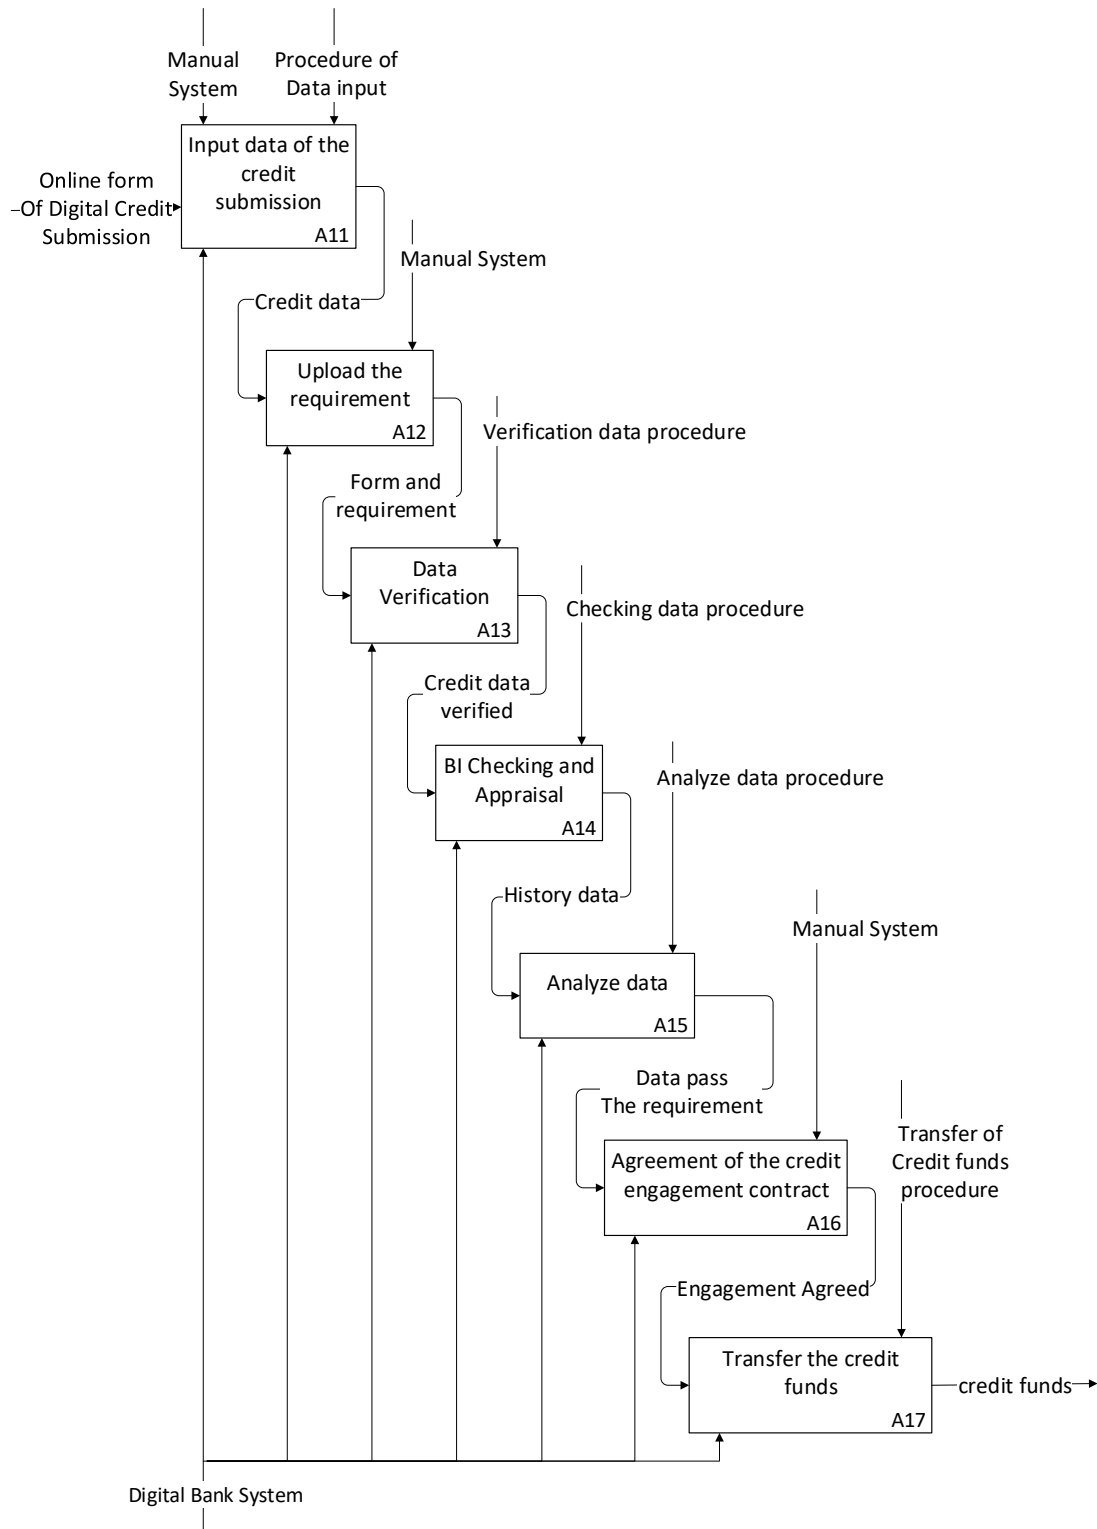 Manual
System
Procedure of
Data input
Input data of the
credit
submission
A11
Online form
Of Digital Credit
Submission
Manual System
Credit data
Upload the
requirement
A12
Verification data procedure
Form and
requirement
Data
Verification
A13
Checking data procedure
Credit data
verified
BI Checking and
Appraisal
A14
Analyze data procedure
History data
Manual System
Analyze data
A15
Data pass
The requirement
Transfer of
Credit funds
procedure
Agreement of the credit
engagement contract
A16
Engagement Agreed
Transfer the credit
funds
A17
credit funds
Digital Bank System